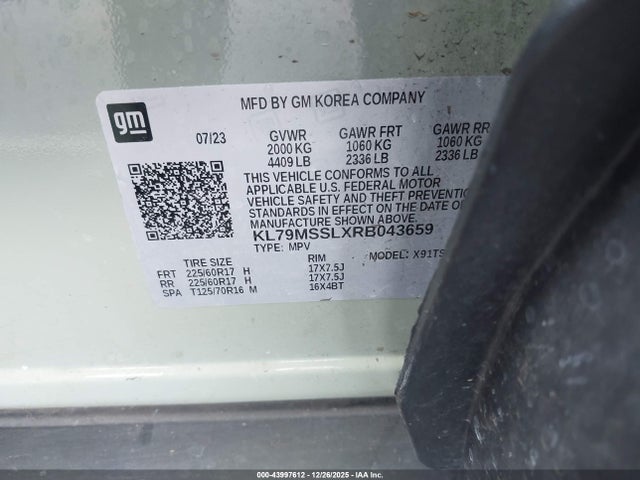 MFD BY GM KOREA COMPANY
gm
07/23 GVWR GAWR FRT GAWR RR
2000 KG 1060 KG 1060 KG
4409 LB 2336 LB 2336 LB
THIS VEHICLE CONFORMS TO ALL
APPLICABLE U.S. FEDERAL MOTOR
VEHICLE SAFETY AND THEFT PREVENTION
STANDARDS IN EFFECT ON THE DATE OF
MANUFACTURE SHOWN ABOVE.
KL79MSSLXRB043659
TYPE: MPV MODEL: X91TS
TIRE SIZE RIM
FRT 225/60R17 H 17X7.5J
RR 225/60R17 H 17X7.5J
SPA T125/70R16 M 16X4BT
000-43997612 - 12/26/2025 - IAA Inc.